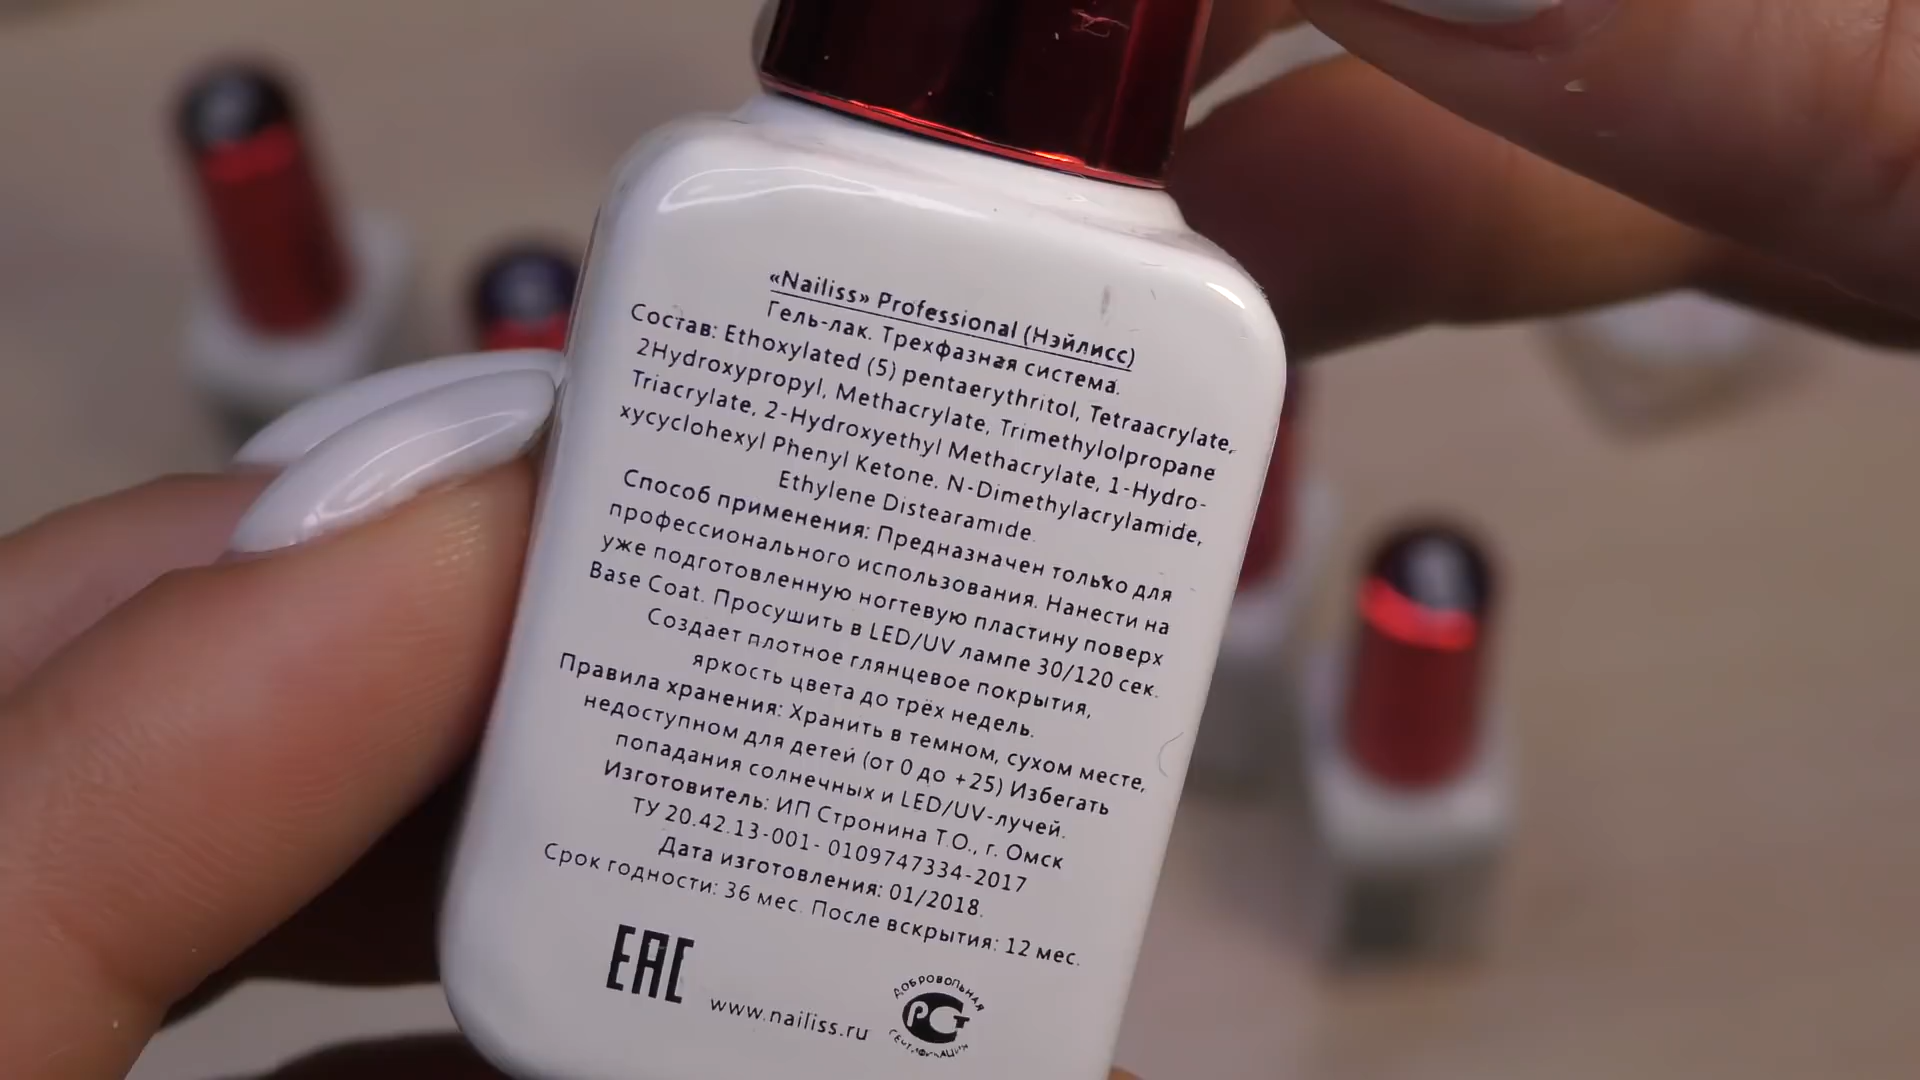 «Nailiss» Professional (Нэйлисс)
Гель-лак. Трехфазная система.
Состав: Ethoxylated (5) pentaerythritol, Tetraacrylate,
2Hydroxypropyl, Methacrylate, Trimethylolpropane
Triacrylate, 2-Hydroxyethyl Methacrylate, 1-Hydro-
xycyclohexyl Phenyl Ketone, N-Dimethylacrylamide,
Ethylene Distearamide.
Способ применения: Предназначен только для
профессионального использования. Нанести на
уже подготовленную ногтевую пластину поверх
Base Coat. Просушить в LED/UV лампе 30/120 сек.
Создает плотное глянцевое покрытия,
яркость цвета до трёх недель.
Правила хранения: Хранить в темном, сухом месте,
недоступном для детей (от 0 до +25) Избегать
попадания солнечных и LED/UV-лучей.
Изготовитель: ИП Стронина Т.О., г. Омск
ТУ 20.42.13-001- 0109747334-2017
Дата изготовления: 01/2018.
Срок годности: 36 мес. После вскрытия: 12 мес.
EAC
www.nailiss.ru
ДОБРОВОЛЬНАЯ
РСТ
СЕРТИФИКАЦИЯ